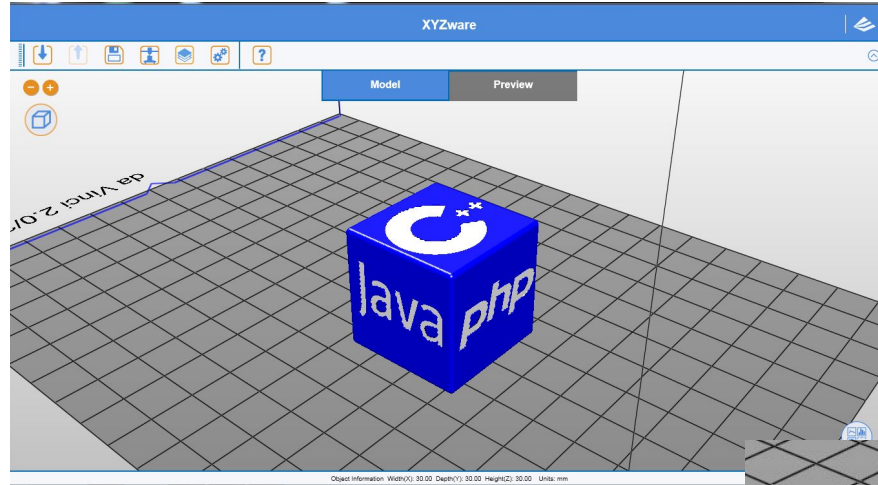 XYZware
?
Model Preview
da Vinci 2.0/
C++
Java php
Object Information Width(X): 30.00 Depth(Y): 30.00 Height(Z): 30.00 Units: mm